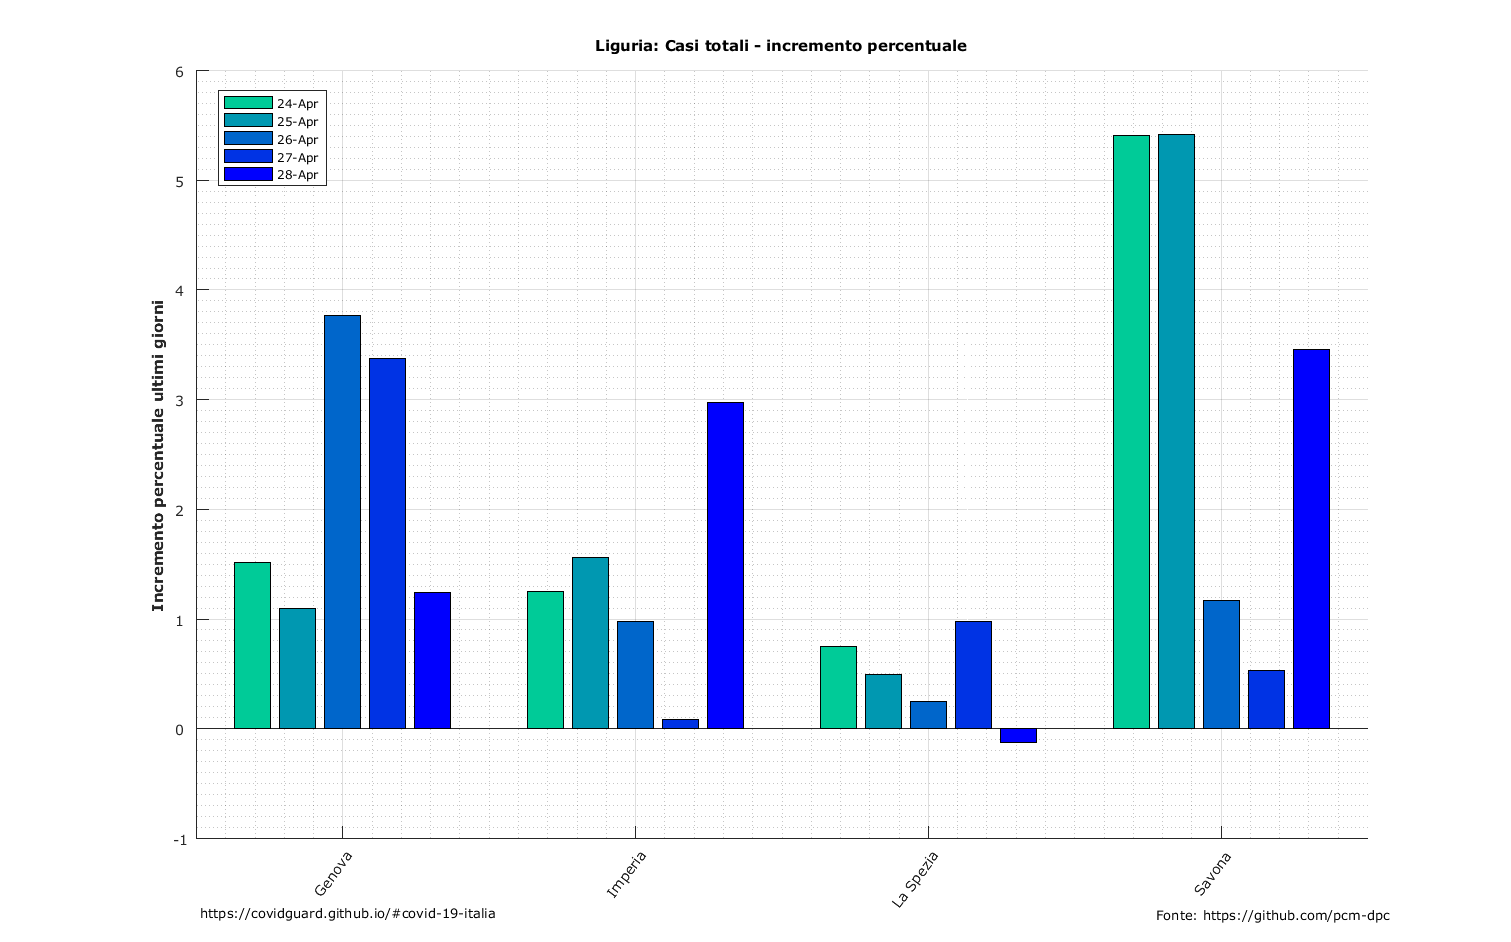 Liguria: Casi totali - incremento percentuale
6
5
4
3
2
1
0
-1
Incremento percentuale ultimi giorni
24-Apr
25-Apr
26-Apr
27-Apr
28-Apr
Genova
Imperia
La Spezia
Savona
https://covidguard.github.io/#covid-19-italia
Fonte: https://github.com/pcm-dpc